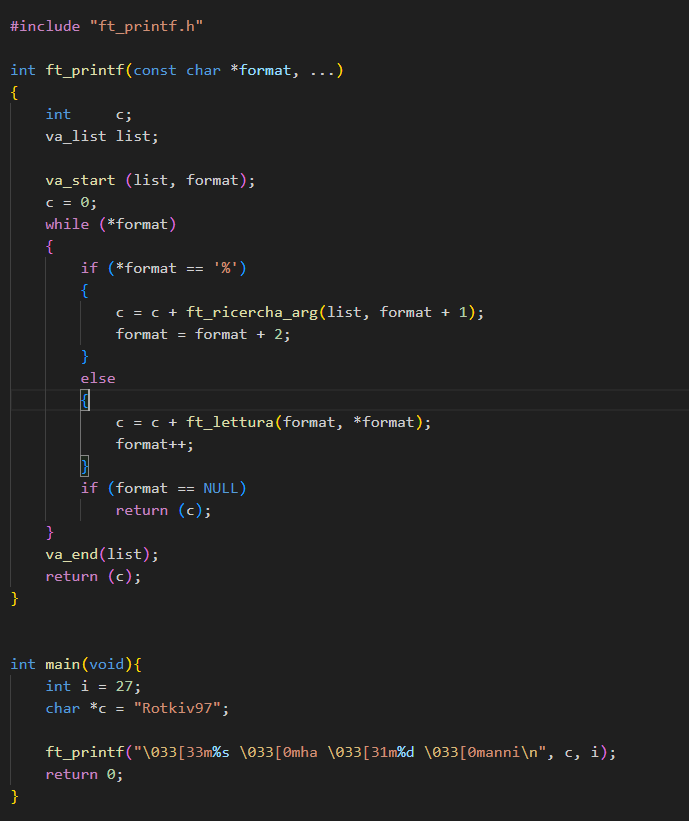 #include "ft_printf.h"
int ft_printf(const char *format, ...)
{
    int     c;
    va_list list;
    va_start (list, format);
    c = 0;
    while (*format)
    {
        if (*format == '%')
        {
            c = c + ft_ricercha_arg(list, format + 1);
            format = format + 2;
        }
        else
        {
            c = c + ft_lettura(format, *format);
            format++;
        }
        if (format == NULL)
            return (c);
    }
    va_end(list);
    return (c);
}
int main(void){
    int i = 27;
    char *c = "Rotkiv97";
    ft_printf("\033[33m%s \033[0mha \033[31m%d \033[0manni\n", c, i);
    return 0;
}